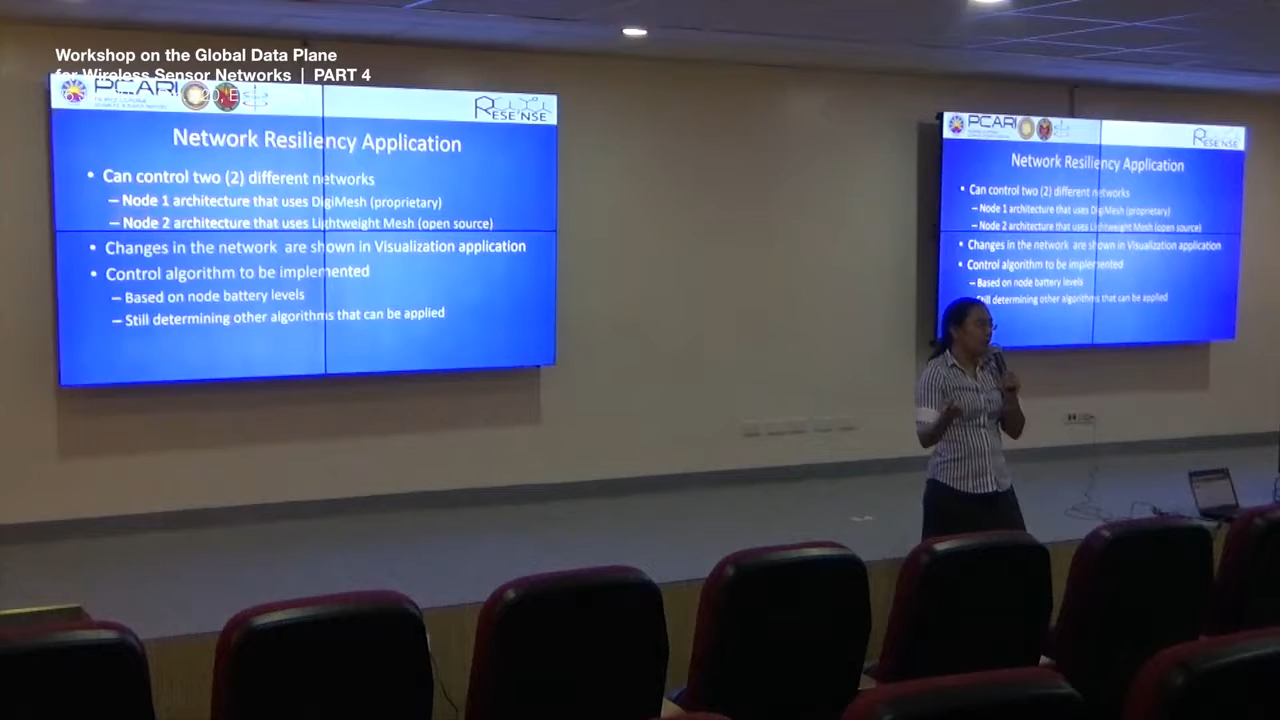 Workshop on the Global Data Plane
for Wireless Sensor Networks | PART 4
PCARI
RESE NSE
Network Resiliency Application
• Can control two (2) different networks
– Node 1 architecture that uses DigiMesh (proprietary)
– Node 2 architecture that uses Lightweight Mesh (open source)
• Changes in the network are shown in Visualization application
• Control algorithm to be implemented
– Based on node battery levels
– Still determining other algorithms that can be applied
PCARI
RESE NSE
Network Resiliency Application
• Can control two (2) different networks
– Node 1 architecture that uses DigiMesh (proprietary)
– Node 2 architecture that uses Lightweight Mesh (open source)
• Changes in the network are shown in Visualization application
• Control algorithm to be implemented
– Based on node battery levels
Still determining other algorithms that can be applied